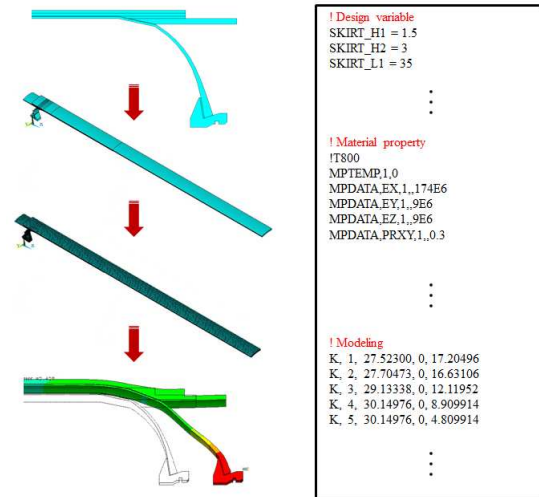 ! Design variable
SKIRT_H1 = 1.5
SKIRT_H2 = 3
SKIRT_L1 = 35
! Material property
!T800
MPTEMP,1,0
MPDATA,EX,1,,174E6
MPDATA,EY,1,,9E6
MPDATA,EZ,1,,9E6
MPDATA,PRXY,1,,0.3
! Modeling
K, 1, 27.52300, 0, 17.20496
K, 2, 27.70473, 0, 16.63106
K, 3, 29.13338, 0, 12.11952
K, 4, 30.14976, 0, 8.909914
K, 5, 30.14976, 0, 4.809914